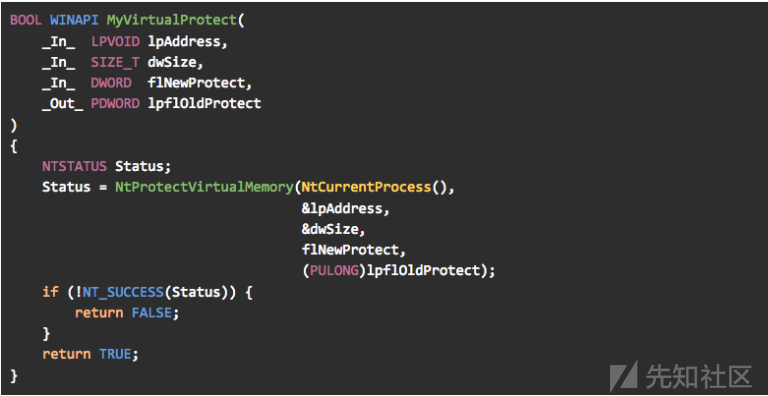 BOOL WINAPI MyVirtualProtect(
    _In_  LPVOID lpAddress,
    _In_  SIZE_T dwSize,
    _In_  DWORD  flNewProtect,
    _Out_ PDWORD lpflOldProtect
)
{
    NTSTATUS Status;
    Status = NtProtectVirtualMemory(NtCurrentProcess(),
                                    &lpAddress,
                                    &dwSize,
                                    flNewProtect,
                                    (PULONG)lpflOldProtect);
    if (!NT_SUCCESS(Status)) {
        return FALSE;
    }
    return TRUE;
}
先知社区